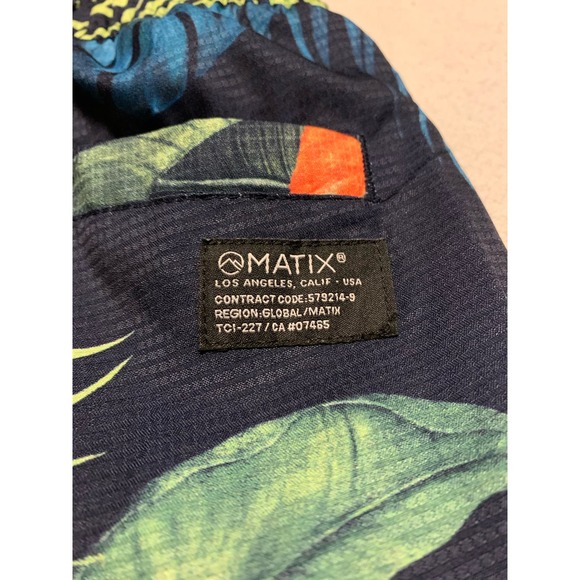 MATIX®
LOS ANGELES, CALIF - USA
CONTRACT CODE:579214-9
REGION:GLOBAL/MATIX
TC1-227/CA #07465